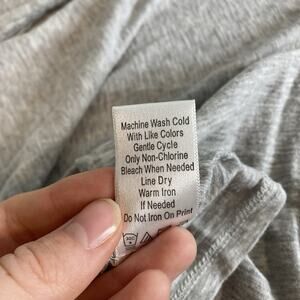 Machine Wash Cold
With Like Colors
Gentle Cycle
Only Non-Chlorine
Bleach When Needed
Line Dry
Warm Iron
If Needed
Do Not Iron On Print